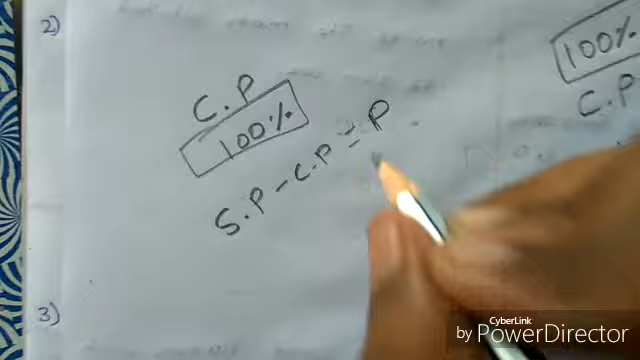 2)
C.P
100%
S.P - C.P = P
100%
C.P
3)
CyberLink
by PowerDirector